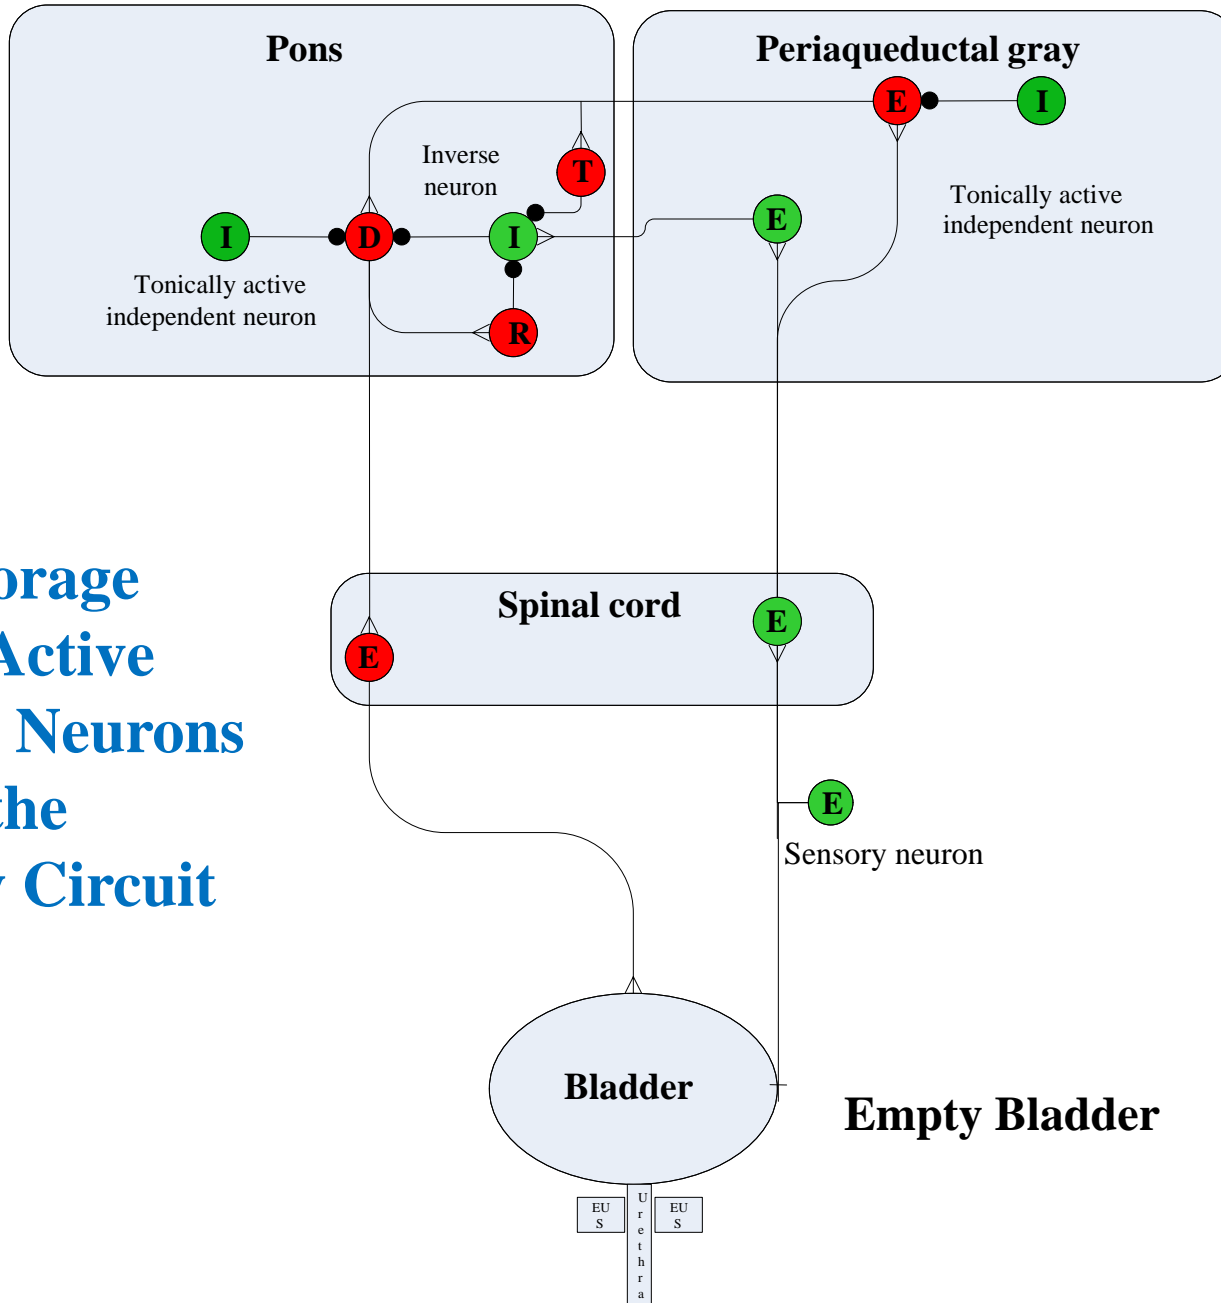 Pons
Periaqueductal gray
E
I
Inverse
neuron
T
Tonically active
independent neuron
E
I
D
I
Tonically active
independent neuron
R
orage
Active
Neurons
the
Circuit
Spinal cord
E
E
E
Sensory neuron
Bladder
Empty Bladder
EU
S
EU
S
U
r
e
t
h
r
a